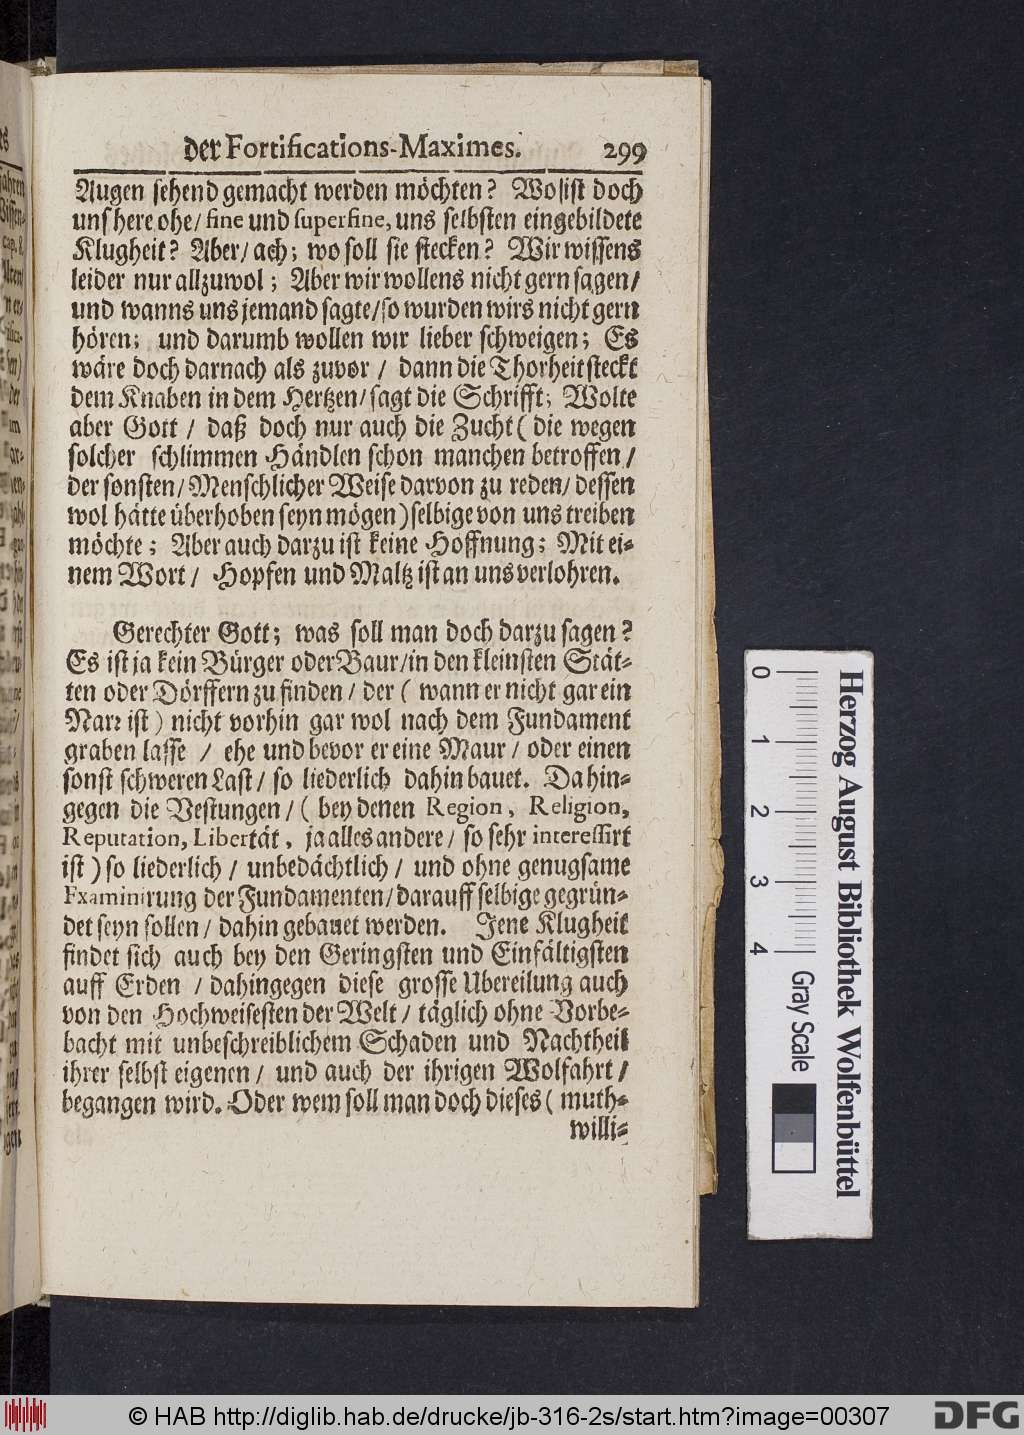 der Fortifications-Maximes. 299
Augen sehend gemacht werden möchten? Wo ist doch
unshere ohe/ fine und superfine, uns selbsten eingebildete
Klugheit? Aber/ ach; wo soll sie stecken? Wir wissens
leider nur allzuwol; Aber wir wollens nicht gern sagen/
und wanns uns jemand sagte/ so wurden wirs nicht gern
hören; und darumb wollen wir lieber schweigen; Es
wäre doch darnach als zuvor / dann die Thorheit steckt
dem Knaben in dem Hertzen/ sagt die Schrifft; Wolte
aber Gott / daß doch nur auch die Zucht ( die wegen
solcher schlimmen Händlen schon manchen betroffen /
der sonsten/ Menschlicher Weise darvon zu reden/ dessen
wol hätte überhoben seyn mögen ) selbige von uns treiben
möchte; Aber auch darzu ist keine Hoffnung; Mit ei-
nem Wort / Hopfen und Maltz ist an uns verlohren.
Gerechter Gott; was soll man doch darzu sagen?
Es ist ja kein Bürger oder Baur/ in den kleinsten Stät-
ten oder Dörffern zu finden / der ( wann er nicht gar ein
Narr ist ) nicht vorhin gar wol nach dem Fundament
graben lasse / ehe und bevor er eine Maur / oder einen
sonst schweren Last / so liederlich dahin bauet. Dahin-
gegen die Vestungen / ( bey denen Region, Religion,
Reputation, Libertät, ja alles andere / so sehr interessirt
ist ) so liederlich / unbedächtlich / und ohne genugsame
Examinirung der Fundamenten / darauff selbige gegrün-
det seyn sollen / dahin gebauet werden. Jene Klugheit
findet sich auch bey den Geringsten und Einfältigsten
auff Erden / dahingegen diese grosse Ubereilung auch
von den Hochweisesten der Welt / täglich ohne Vorbe-
bacht mit unbeschreiblichem Schaden und Nachtheil
ihrer selbst eigenen / und auch der ihrigen Wolfahrt /
begangen wird. Oder wem soll man doch dieses ( muth-
willi-
0 1 2 3 4
Herzog August Bibliothek Wolfenbüttel
Gray Scale
© HAB http://diglib.hab.de/drucke/jb-316-2s/start.htm?image=00307
DFG